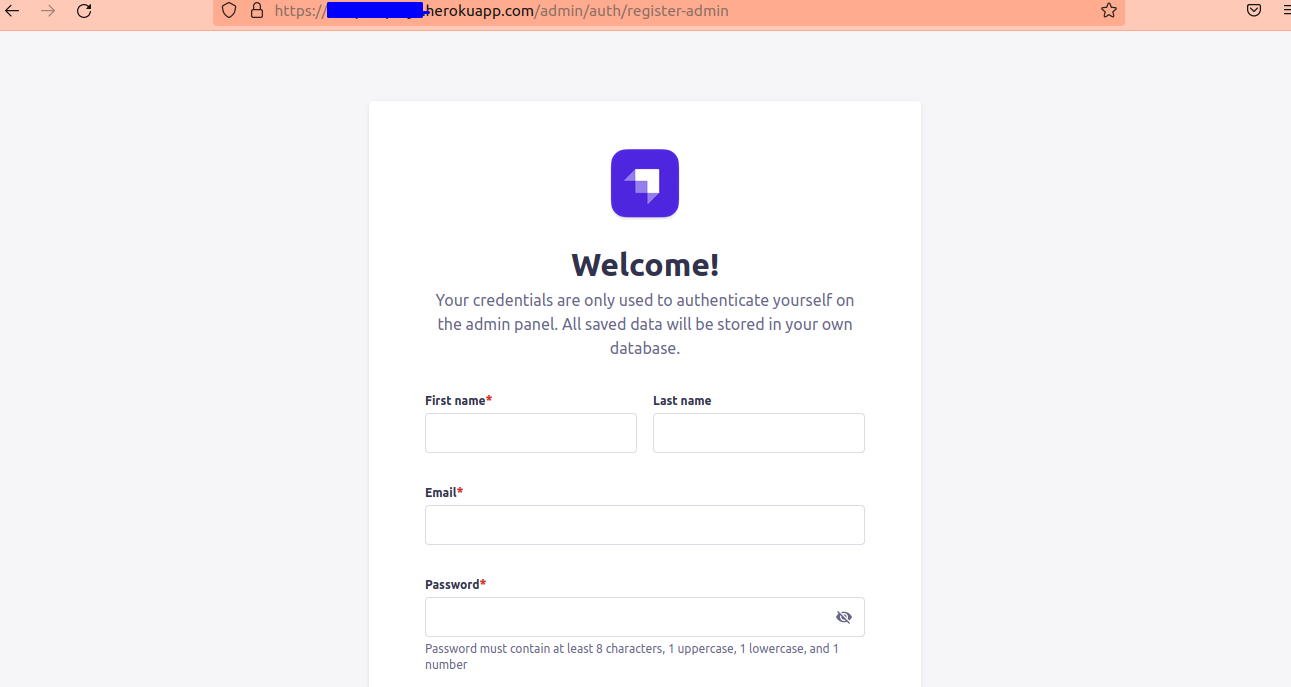 https://
herokuapp.com/admin/auth/register-admin
Welcome!
Your credentials are only used to authenticate yourself on
the admin panel. All saved data will be stored in your own
database.
First name*
Last name
Email*
Password*
Password must contain at least 8 characters, 1 uppercase, 1 lowercase, and 1
number